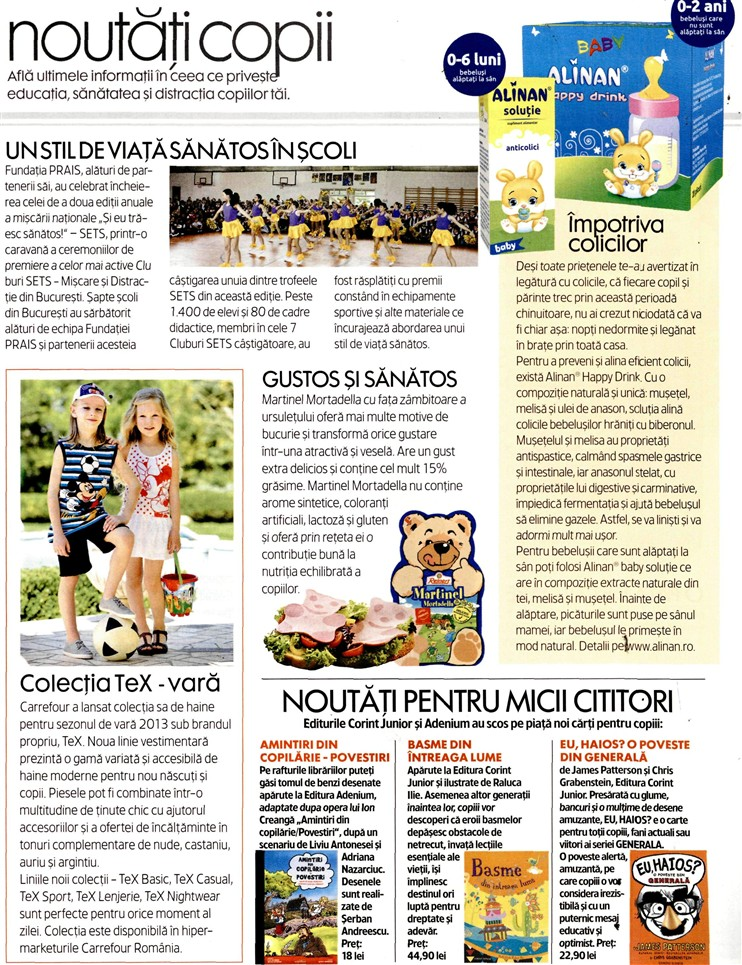 noutăți copii
Află ultimele informații în ceea ce privește
educația, sănătatea și distracția copiilor tăi.
0-6 luni
bebeluși
alăptați la sân
0-2 ani
bebeluși care
nu sunt
alăptați la sân
ALINAN®
soluție
supliment alimentar
anticolici
baby
BABY
ALINAN®
happy drink
UN STIL DE VIAȚĂ SĂNĂTOS ÎN ȘCOLI
Fundația PRAIS, alături de par-
tenerii săi, au celebrat încheie-
rea celei de a doua ediții anuale
a mișcării naționale „Și eu tră-
esc sănătos!” – SETS, printr-o
caravană a ceremoniilor de
premiere a celor mai active Clu
buri SETS - Mișcare și Distrac-
ție din București. Șapte școli
din București au sărbătorit
alături de echipa Fundației
PRAIS și partenerii acesteia
câștigarea unuia dintre trofeele
SETS din această ediție. Peste
1.400 de elevi și 80 de cadre
didactice, membri în cele 7
Cluburi SETS câștigătoare, au
fost răsplătiți cu premii
constând în echipamente
sportive și alte materiale ce
încurajează abordarea unui
stil de viață sănătos.
Împotriva
colicilor
Deși toate prietenele te-au avertizat în
legătură cu colicile, că fiecare copil și
părinte trec prin această perioadă
chinuitoare, nu ai crezut niciodată că va
fi chiar așa: nopți nedormite și legănat
în brațe prin toată casa.
Pentru a preveni și alina eficient colicii,
există Alinan® Happy Drink. Cu o
compoziție naturală și unică: mușețel,
melisă și ulei de anason, soluția alină
colicile bebelușilor hrăniți cu biberonul.
Mușețelul și melisa au proprietăți
antispastice, calmând spasmele gastrice
și intestinale, iar anasonul stelat, cu
proprietățile lui digestive și carminative,
împiedică fermentația și ajută bebelușul
să elimine gazele. Astfel, se va liniști și va
adormi mult mai ușor.
Pentru bebelușii care sunt alăptați la
sân poți folosi Alinan® baby soluție ce
are în compoziție extracte naturale din
tei, melisă și mușețel. Înainte de
alăptare, picăturile sunt puse pe sânul
mamei, iar bebelușul le primește în
mod natural. Detalii pe www.alinan.ro.
GUSTOS ȘI SĂNĂTOS
Martinel Mortadella cu fața zâmbitoare a
ursulețului oferă mai multe motive de
bucurie și transformă orice gustare
într-una atractivă și veselă. Are un gust
extra delicios și conține cel mult 15%
grăsime. Martinel Mortadella nu conține
arome sintetice, coloranți
artificiali, lactoză și gluten
și oferă prin rețeta ei o
contribuție bună la
nutriția echilibrată a
copiilor.
Martinel
Mortadella
Colecția TeX - vară
Carrefour a lansat colecția sa de haine
pentru sezonul de vară 2013 sub brandul
propriu, TeX. Noua linie vestimentară
prezintă o gamă variată și accesibilă de
haine moderne pentru nou născuți și
copii. Piesele pot fi combinate într-o
multitudine de ținute chic cu ajutorul
accesoriilor și a ofertei de încălțăminte în
tonuri complementare de nude, castaniu,
auriu și argintiu.
Liniile noii colecții - TeX Basic, TeX Casual,
TeX Sport, TeX Lenjerie, TeX Nightwear
sunt perfecte pentru orice moment al
zilei. Colecția este disponibilă în hiper-
marketurile Carrefour România.
NOUTĂȚI PENTRU MICII CITITORI
Editurile Corint Junior și Adenium au scos pe piață noi cărți pentru copiii:
AMINTIRI DIN
COPILĂRIE - POVESTIRI
Pe rafturile librăriilor puteți
găsi tomul de benzi desenate
apărute la Editura Adenium,
adaptate dupa opera lui Ion
Creangă „Amintiri din
copilărie/Povestiri”, după un
scenariu de Liviu Antonesei și
Adriana
Nazarciuc.
Desenele
sunt reali-
zate de
Șerban
Andreescu.
Preț:
18 lei
AMINTIRI
DIN
COPILĂRIE
POVESTIRI
BASME DIN
ÎNTREAGA LUME
Apărute la Editura Corint
Junior și ilustrate de Raluca
Ilie. Asemenea altor generații
inaintea lor, copiii vor
descoperi că eroii basmelor
depășesc obstacole de
netrecut, învață lecțiile
esențiale ale
vieții, își
implinesc
destinul ori
luptă pentru
dreptate și
adevăr.
Preț:
44,90 lei
Basme
din întreaga lume
EU, HAIOS? O POVESTE
DIN GENERALĂ
de James Patterson și Chris
Grabenstein, Editura Corint
Junior. Presărată cu glume,
bancuri și o mulțime de desene
amuzante, EU, HAIOS? e o carte
pentru toții copiii, fani actuali sau
viitori ai seriei GENERALA.
O poveste alertă,
amuzantă, pe
care copiii o vor
considera irezis-
tibilă și cu un
puternic mesaj
educativ și
optimist. Preț:
22,90 lei
EU HAIOS?
O POVESTE DIN
GENERALĂ
JAMES PATTERSON